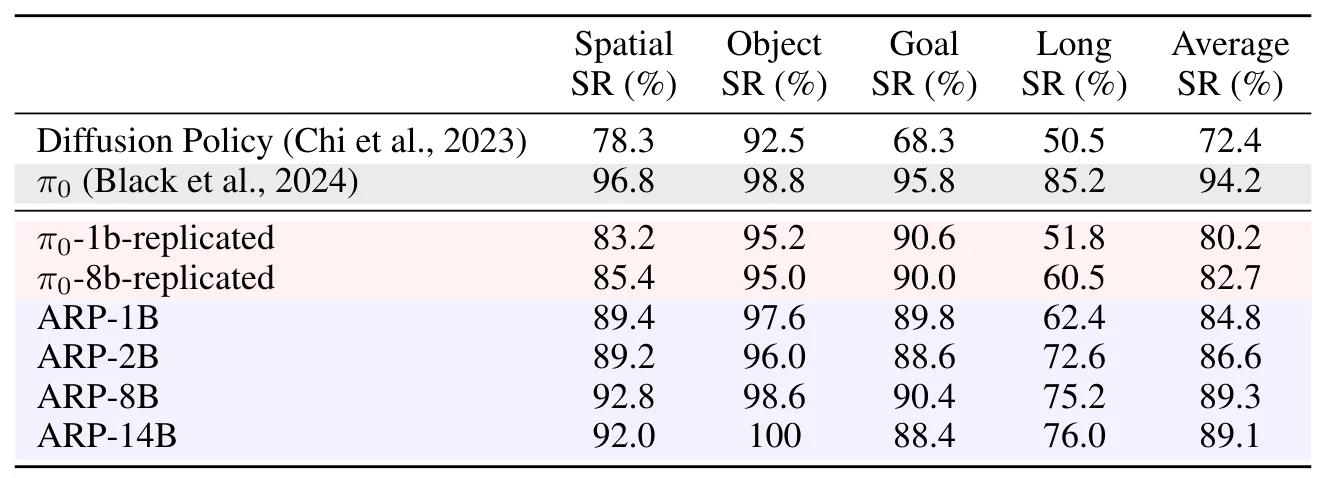 Spatial Object Goal Long Average
SR (%) SR (%) SR (%) SR (%) SR (%)
Diffusion Policy (Chi et al., 2023) 78.3 92.5 68.3 50.5 72.4
π0 (Black et al., 2024) 96.8 98.8 95.8 85.2 94.2
π0-1b-replicated 83.2 95.2 90.6 51.8 80.2
π0-8b-replicated 85.4 95.0 90.0 60.5 82.7
ARP-1B 89.4 97.6 89.8 62.4 84.8
ARP-2B 89.2 96.0 88.6 72.6 86.6
ARP-8B 92.8 98.6 90.4 75.2 89.3
ARP-14B 92.0 100 88.4 76.0 89.1